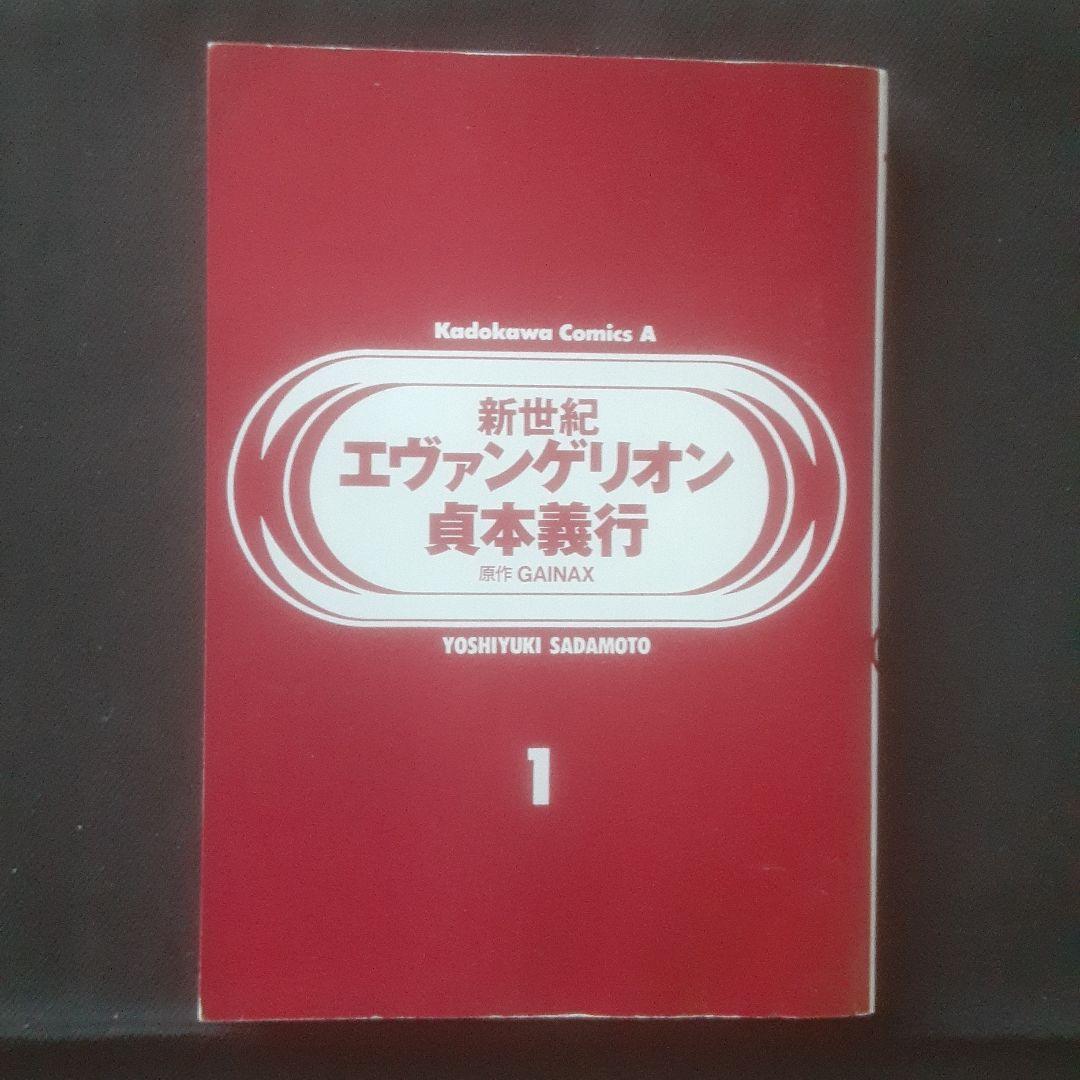 Kadokawa Comics A
新世紀
エヴァンゲリオン
貞本義行
原作 GAINAX
YOSHIYUKI SADAMOTO
1